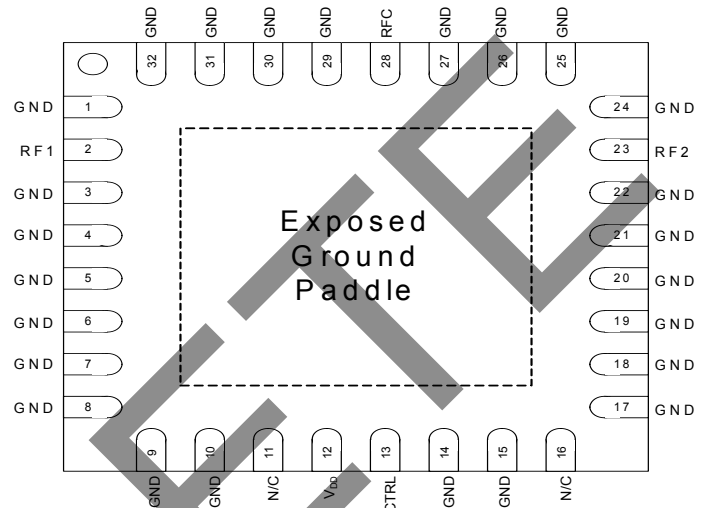 GND GND GND GND RFC GND GND GND
32 31 30 29 28 27 26 25
GND 1 24 GND
RF1 2 23 RF2
GND 3 22 GND
GND 4 21 GND
GND 5 20 GND
GND 6 19 GND
GND 7 18 GND
GND 8 17 GND
Exposed
Ground
Paddle
9 10 11 12 13 14 15 16
GND GND N/C VDD CTRL GND GND N/C